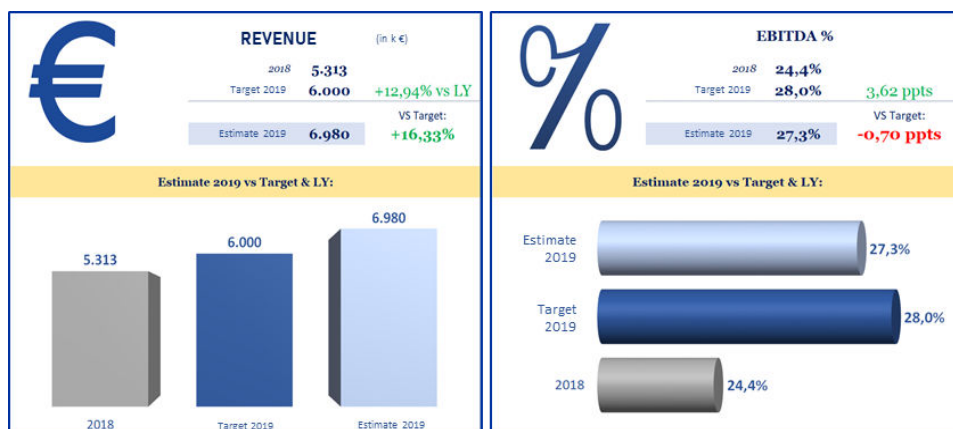 €
REVENUE (in k €)
2018 5.313
Target 2019 6.000 +12,94% vs LY
VS Target:
Estimate 2019 6.980 +16,33%
Estimate 2019 vs Target & LY:
5.313
6.000
6.980
2018 Target 2019 Estimate 2019
%
EBITDA %
2018 24,4%
Target 2019 28,0% 3,62 ppts
VS Target:
Estimate 2019 27,3% -0,70 ppts
Estimate 2019 vs Target & LY:
Estimate
2019
27,3%
Target
2019
28,0%
2018 24,4%